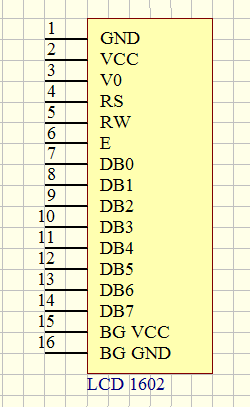 1 GND
2 VCC
3 V0
4 RS
5 RW
6 E
7 DB0
8 DB1
9 DB2
10 DB3
11 DB4
12 DB5
13 DB6
14 DB7
15 BG VCC
16 BG GND
LCD 1602